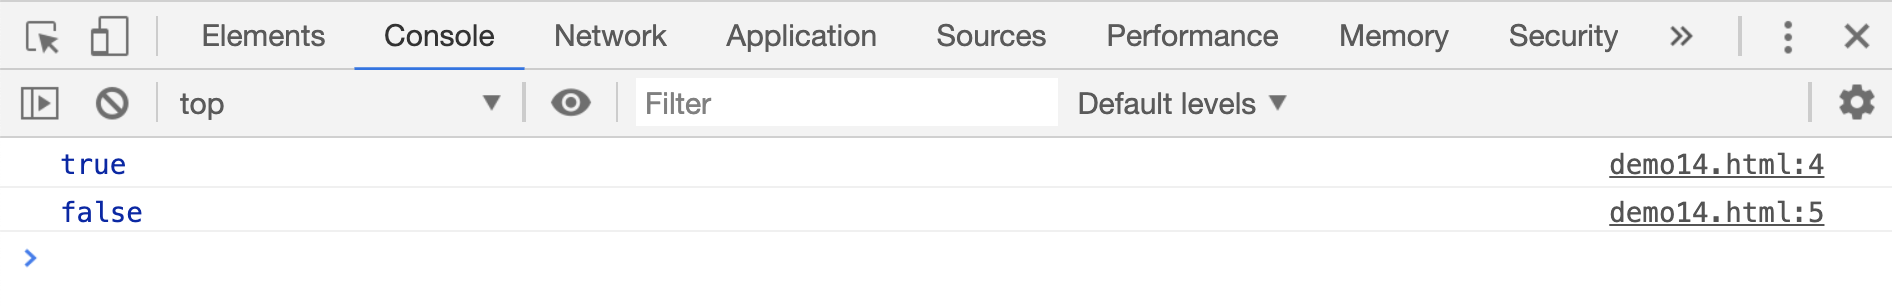 Elements Console Network Application Sources Performance Memory Security
top Filter Default levels
true demo14.html:4
false demo14.html:5